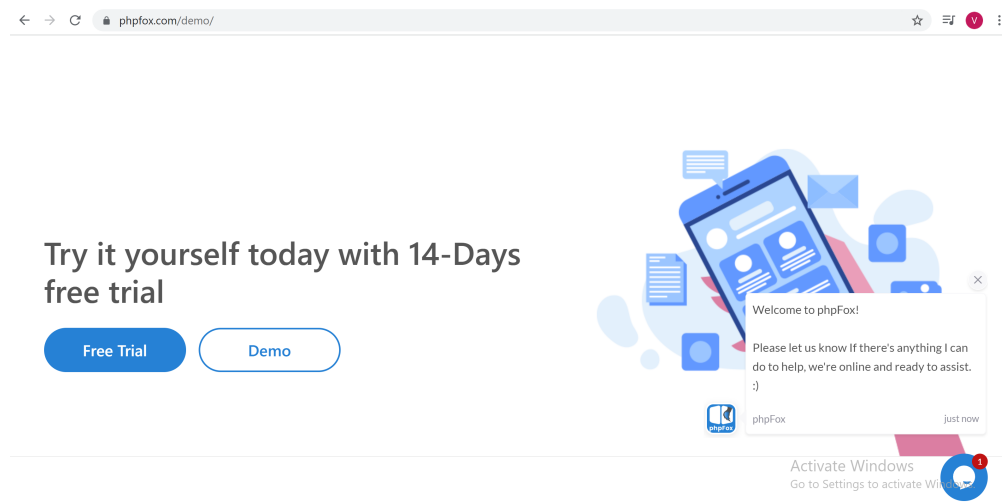 phpfox.com/demo/
V
Try it yourself today with 14-Days
free trial
Free Trial
Demo
Welcome to phpFox!
Please let us know If there's anything I can
do to help, we're online and ready to assist.
:)
phpFox
phpFox
just now
1
Activate Windows
Go to Settings to activate Windows.